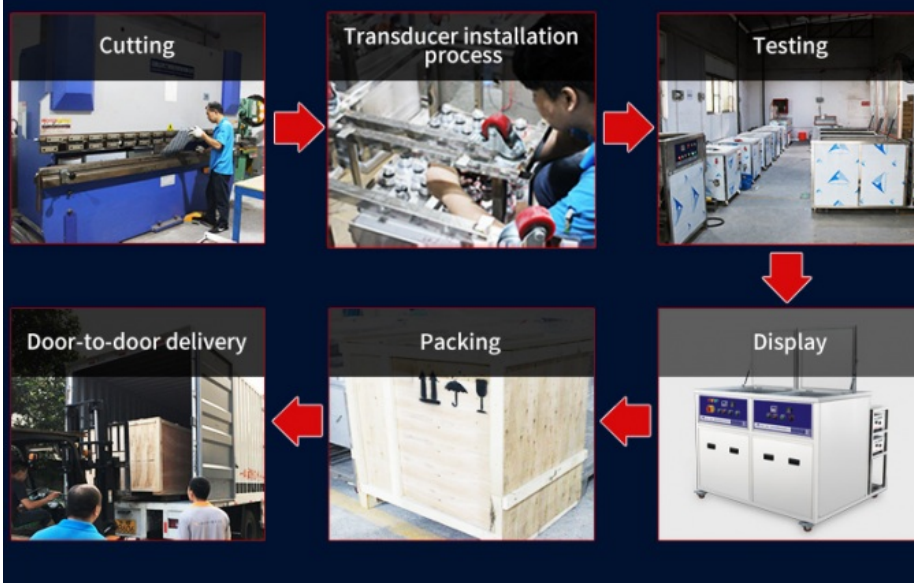 Cutting
Transducer installation
process
Testing
Door-to-door delivery
Packing
Display